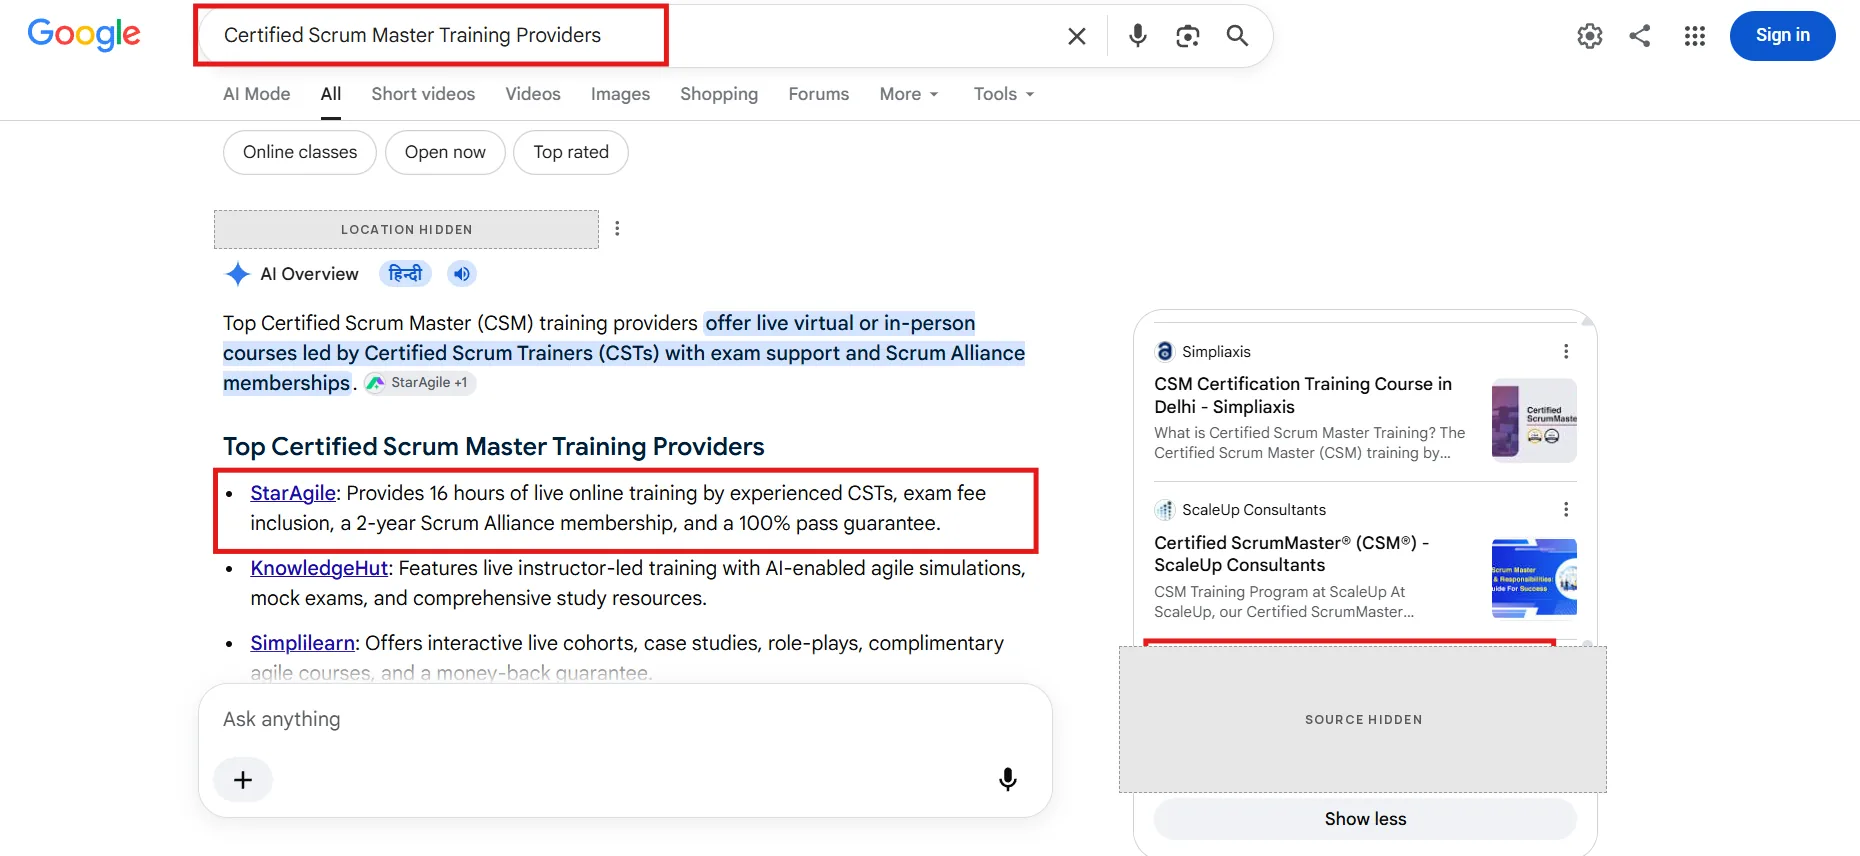 Google
Certified Scrum Master Training Providers
Sign in
AI Mode
All
Short videos
Videos
Images
Shopping
Forums
More
Tools
Online classes
Open now
Top rated
LOCATION HIDDEN
AI Overview
हिन्दी
Top Certified Scrum Master (CSM) training providers offer live virtual or in-person
courses led by Certified Scrum Trainers (CSTs) with exam support and Scrum Alliance
memberships. StarAgile +1
Top Certified Scrum Master Training Providers
• StarAgile: Provides 16 hours of live online training by experienced CSTs, exam fee
inclusion, a 2-year Scrum Alliance membership, and a 100% pass guarantee.
• KnowledgeHut: Features live instructor-led training with AI-enabled agile simulations,
mock exams, and comprehensive study resources.
• Simplilearn: Offers interactive live cohorts, case studies, role-plays, complimentary
agile courses, and a money-back guarantee.
Ask anything
Simpliaxis
CSM Certification Training Course in
Delhi - Simpliaxis
What is Certified Scrum Master Training? The
Certified Scrum Master (CSM) training by...
Certified
ScrumMaste
ScaleUp Consultants
Certified ScrumMaster® (CSM®) -
ScaleUp Consultants
CSM Training Program at ScaleUp At
ScaleUp, our Certified ScrumMaster...
Scrum Master
& Responsibilities:
uide For Success
SOURCE HIDDEN
Show less